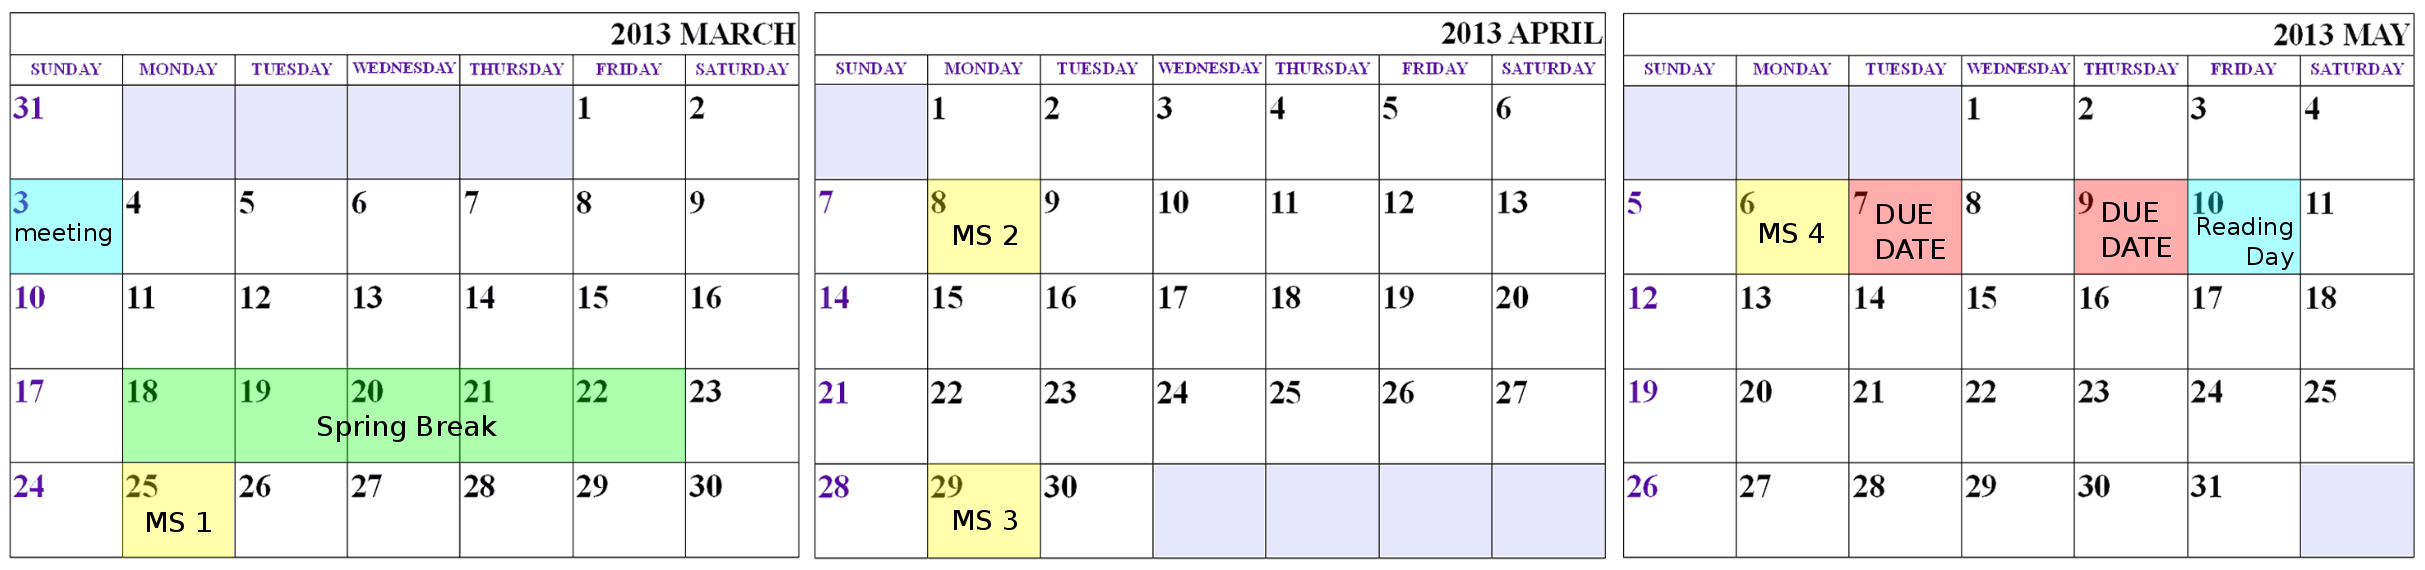 2013 MARCH
SUNDAY MONDAY TUESDAY WEDNESDAY THURSDAY FRIDAY SATURDAY
31 1 2
3 4 5 6 7 8 9
meeting
10 11 12 13 14 15 16
17 18 19 20 21 22 23
Spring Break
24 25 26 27 28 29 30
MS 1
2013 APRIL
SUNDAY MONDAY TUESDAY WEDNESDAY THURSDAY FRIDAY SATURDAY
1 2 3 4 5 6
7 8 9 10 11 12 13
MS 2
14 15 16 17 18 19 20
21 22 23 24 25 26 27
28 29 30
MS 3
2013 MAY
SUNDAY MONDAY TUESDAY WEDNESDAY THURSDAY FRIDAY SATURDAY
1 2 3 4
5 6 7 8 9 10 11
MS 4
DUE
DATE
DUE
DATE
Reading
Day
12 13 14 15 16 17 18
19 20 21 22 23 24 25
26 27 28 29 30 31